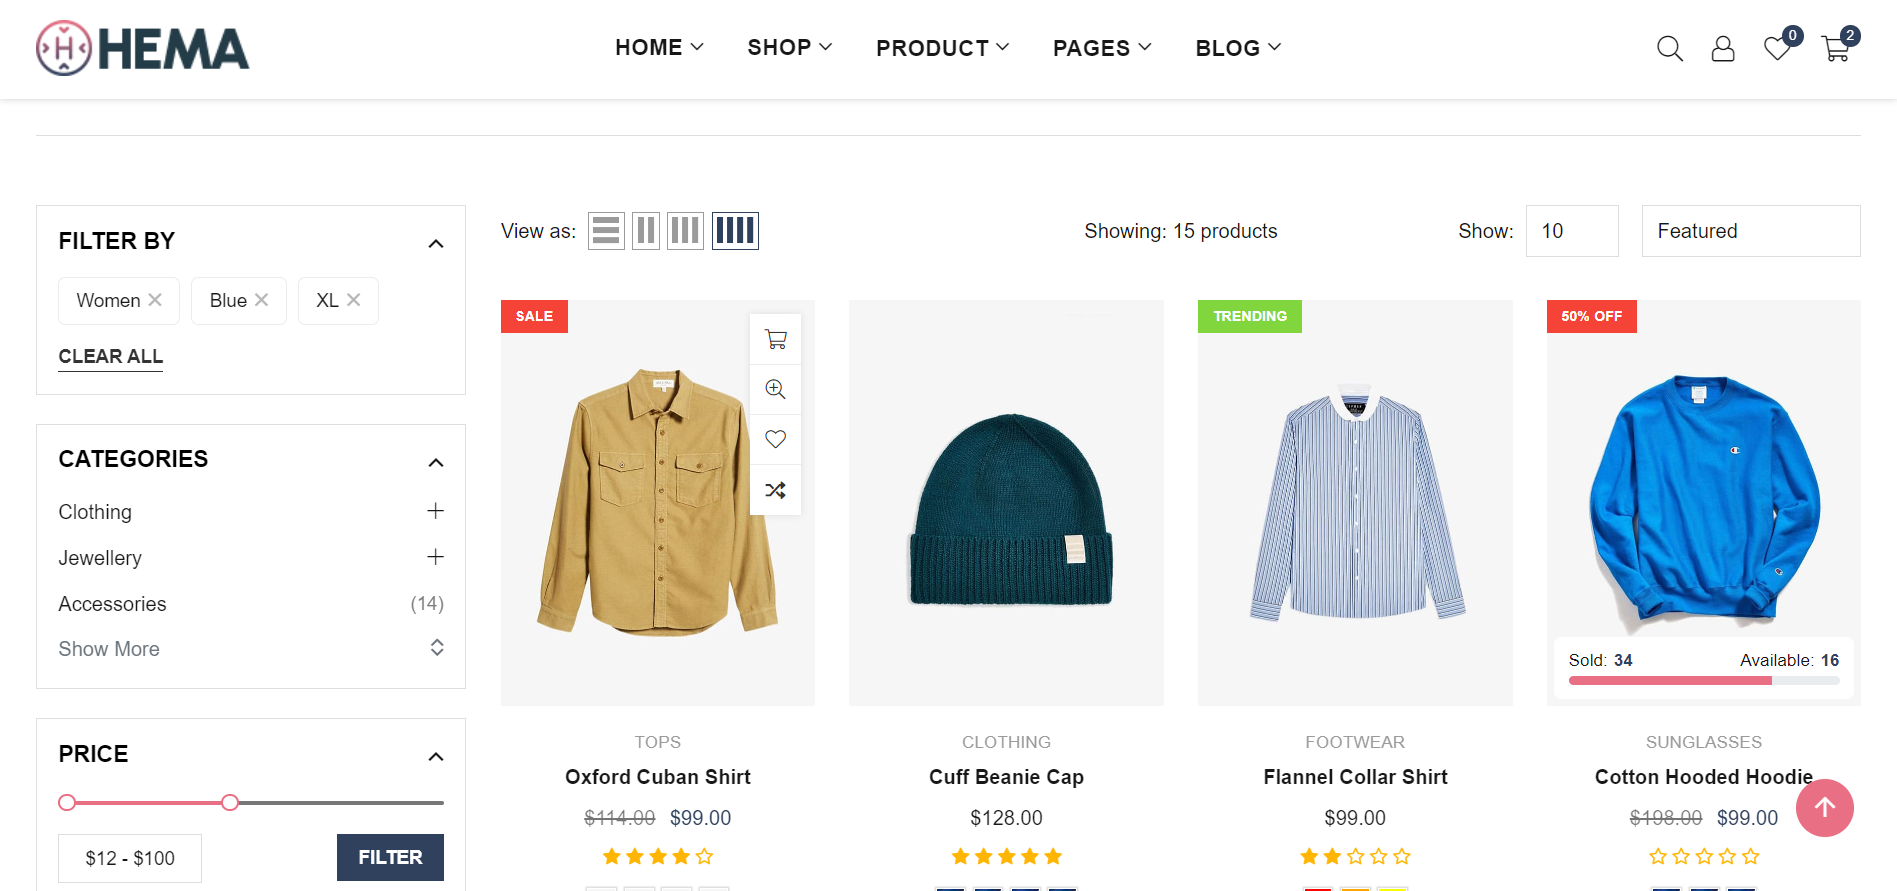 HEMA
HOME
SHOP
PRODUCT
PAGES
BLOG
0
2
FILTER BY
Women
Blue
XL
CLEAR ALL
CATEGORIES
Clothing
Jewellery
Accessories (14)
Show More
PRICE
$12 - $100
FILTER
View as:
Showing: 15 products
Show: 10
Featured
SALE
TRENDING
50% OFF
Sold: 34
Available: 16
TOPS
Oxford Cuban Shirt
$114.00 $99.00
CLOTHING
Cuff Beanie Cap
$128.00
FOOTWEAR
Flannel Collar Shirt
$99.00
SUNGLASSES
Cotton Hooded Hoodie
$198.00 $99.00